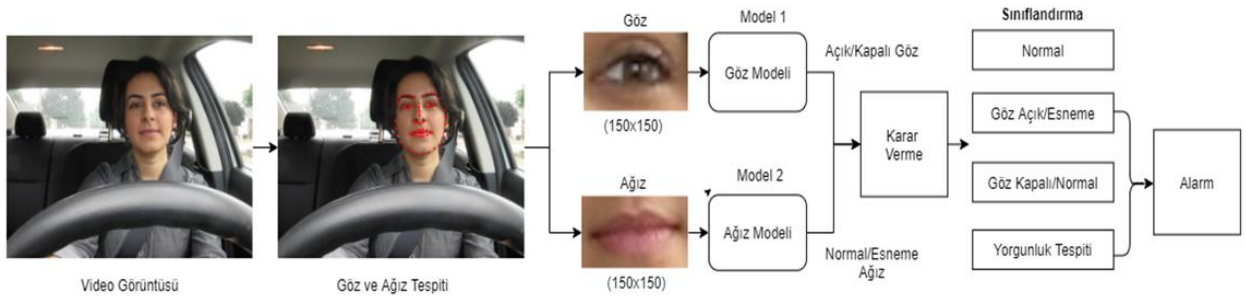 Video Görüntüsü
Göz ve Ağız Tespiti
Göz
(150x150)
Ağız
(150x150)
Model 1
Göz Modeli
Model 2
Ağız Modeli
Açık/Kapalı Göz
Normal/Esneme
Ağız
Karar
Verme
Sınıflandırma
Normal
Göz Açık/Esneme
Göz Kapalı/Normal
Yorgunluk Tespiti
Alarm